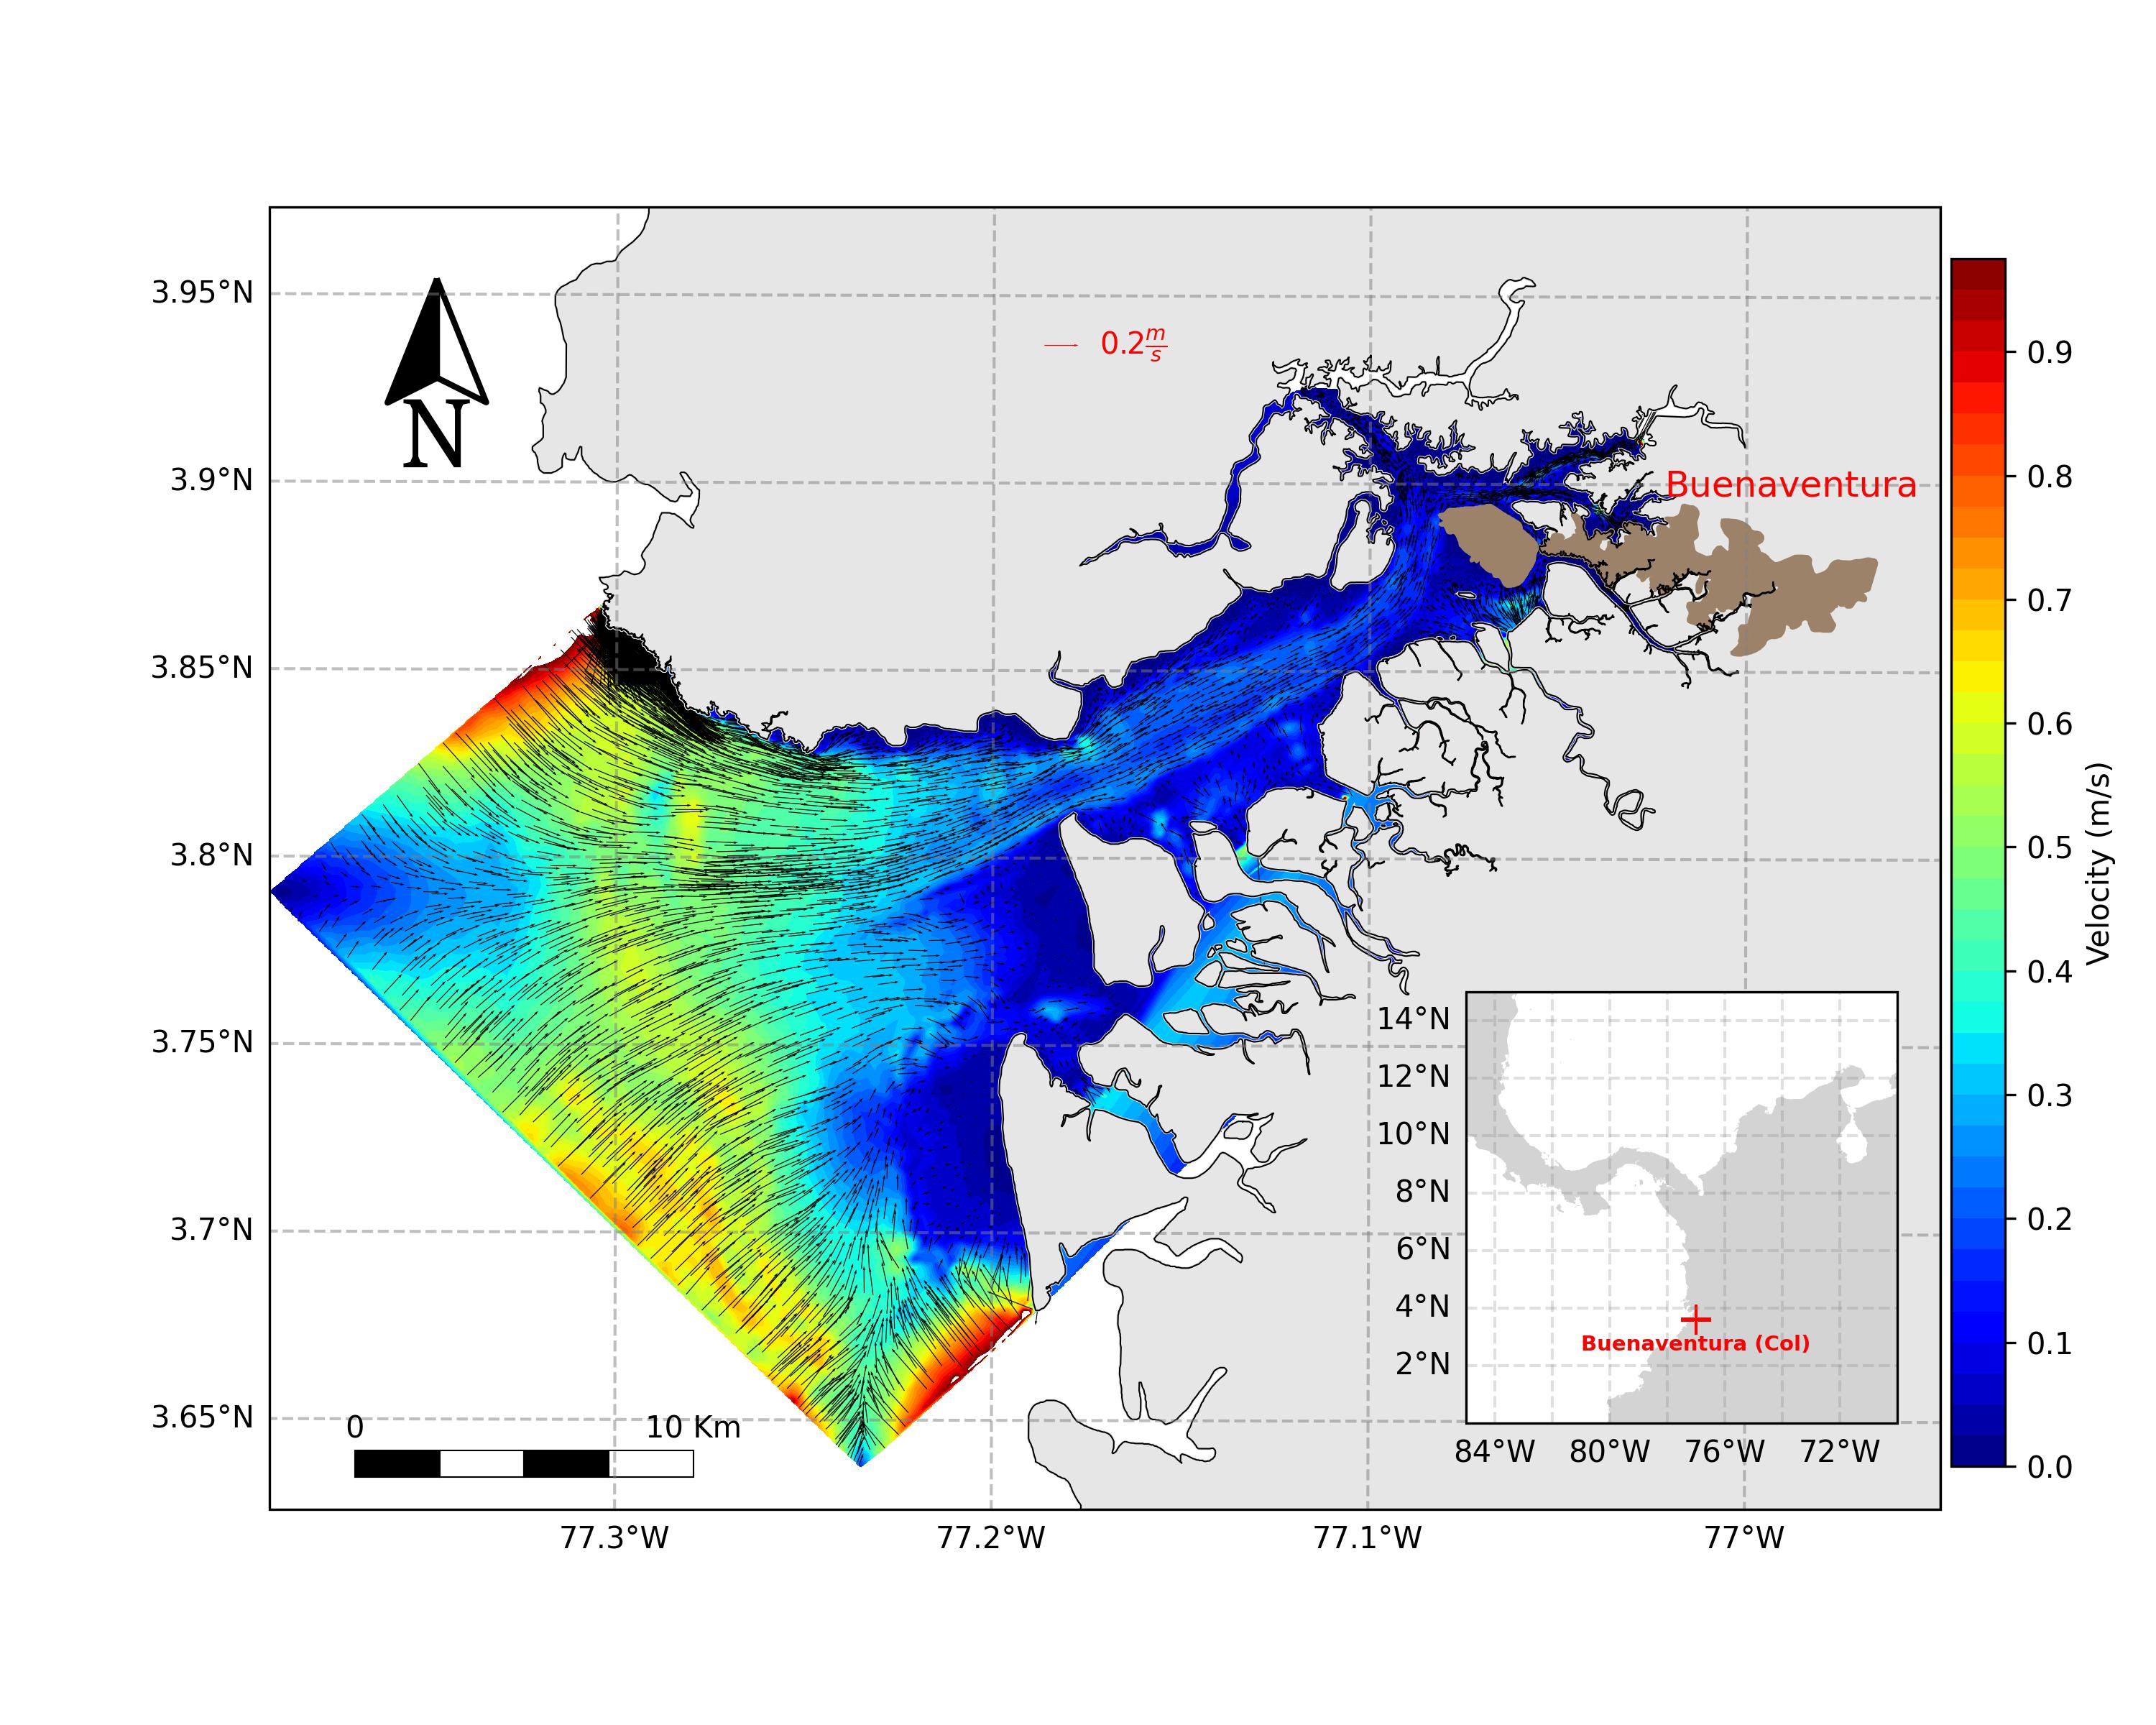 3.95°N
3.9°N
3.85°N
3.8°N
3.75°N
3.7°N
3.65°N
77.3°W
77.2°W
77.1°W
77°W
N
0.2 m/s
Buenaventura
0
10 Km
14°N
12°N
10°N
8°N
6°N
4°N
2°N
84°W
80°W
76°W
72°W
Buenaventura (Col)
0.9
0.8
0.7
0.6
0.5
0.4
0.3
0.2
0.1
0.0
Velocity (m/s)